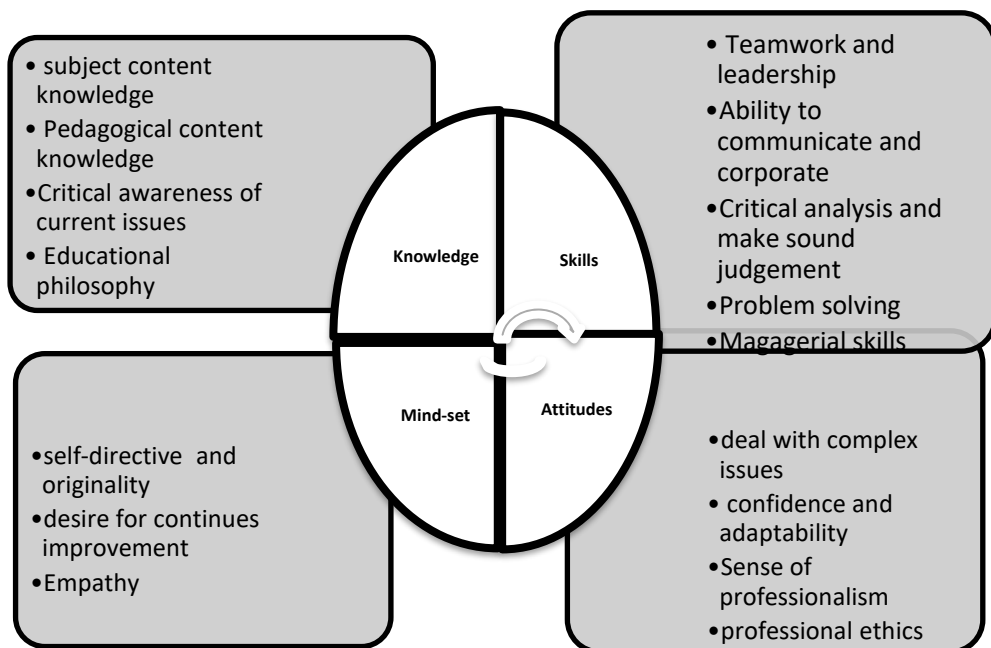 • subject content
knowledge
• Pedagogical content
knowledge
•Critical awareness of
current issues
• Educational
philosophy
• Teamwork and
leadership
•Ability to
communicate and
corporate
•Critical analysis and
make sound
judgement
•Problem solving
•Magagerial skills
Knowledge
Skills
Mind-set
Attitudes
•self-directive and
originality
•desire for continues
improvement
•Empathy
•deal with complex
issues
• confidence and
adaptability
•Sense of
professionalism
•professional ethics